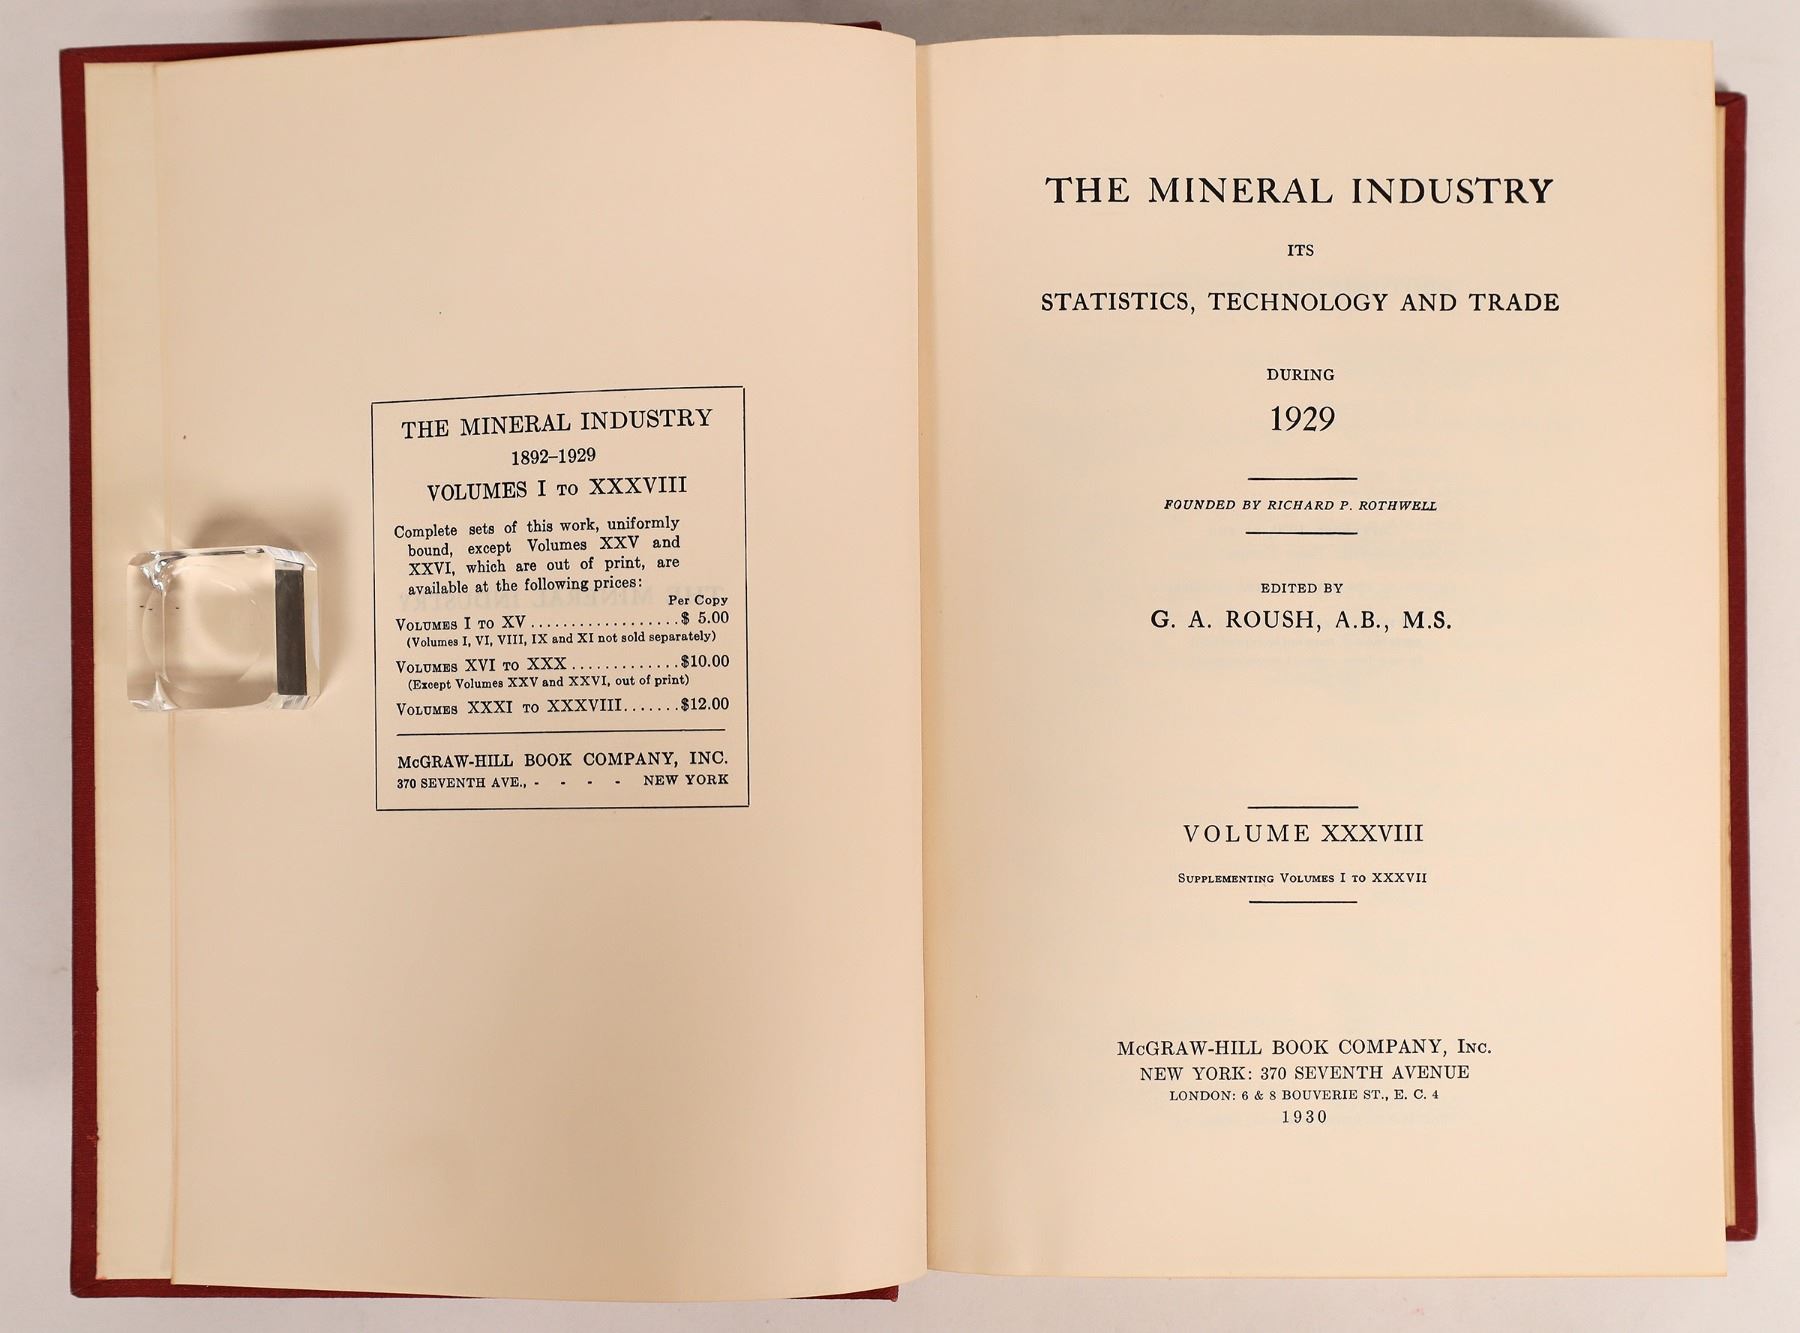 THE MINERAL INDUSTRY
1892–1929
VOLUMES I TO XXXVIII
Complete sets of this work, uniformly
bound, except Volumes XXV and
XXVI, which are out of print, are
available at the following prices:
Per Copy
VOLUMES I TO XV..................$ 5.00
(Volumes I, VI, VIII, IX and XI not sold separately)
VOLUMES XVI TO XXX.............$10.00
(Except Volumes XXV and XXVI, out of print)
VOLUMES XXXI TO XXXVIII.......$12.00
McGRAW-HILL BOOK COMPANY, INC.
370 SEVENTH AVE., - - - - NEW YORK
THE MINERAL INDUSTRY
ITS
STATISTICS, TECHNOLOGY AND TRADE
DURING
1929
FOUNDED BY RICHARD P. ROTHWELL
EDITED BY
G. A. ROUSH, A.B., M.S.
VOLUME XXXVIII
SUPPLEMENTING VOLUMES I TO XXXVII
McGRAW-HILL BOOK COMPANY, INC.
NEW YORK: 370 SEVENTH AVENUE
LONDON: 6 & 8 BOUVERIE ST., E. C. 4
1930